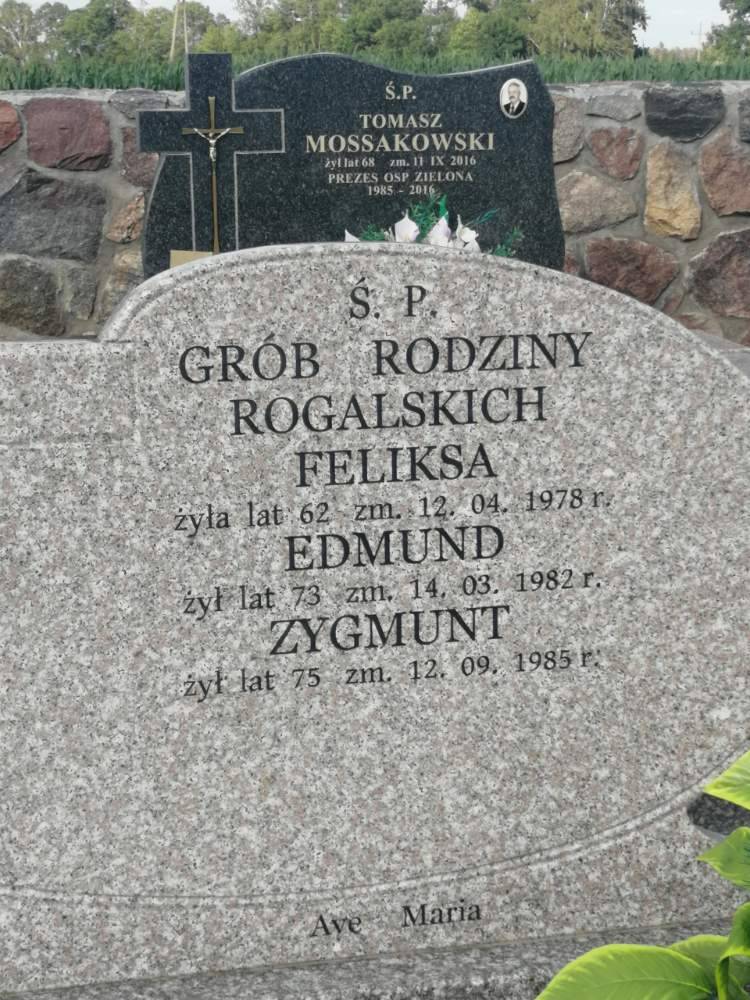 Ś.P.
TOMASZ
MOSSAKOWSKI
żył lat 68 zm. 11 IX 2016
PREZES OSP ZIELONA
1985 - 2016
Ś. P.
GRÓB RODZINY
ROGALSKICH
FELIKSA
żyła lat 62 zm. 12. 04. 1978 r.
EDMUND
żył lat 73 zm. 14. 03. 1982 r.
ZYGMUNT
żył lat 75 zm. 12. 09. 1985 r.
Ave Maria